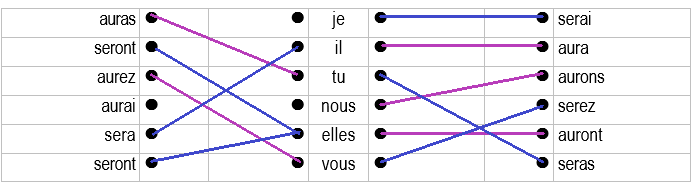 auras je serai
seront il aura
aurez tu aurons
aurai nous serez
sera elles auront
seront vous seras